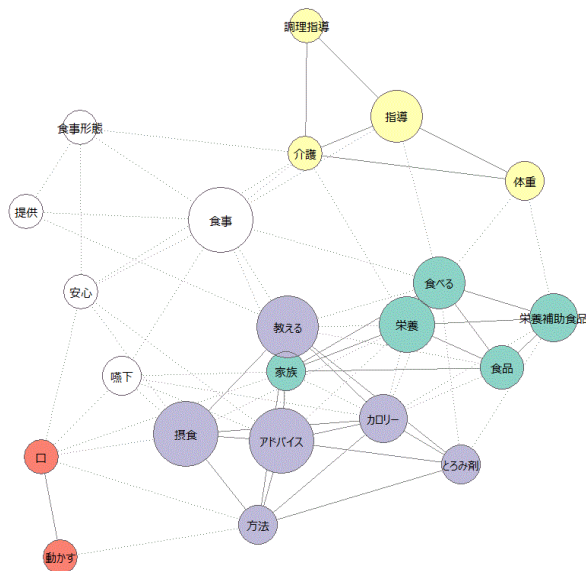 調理指導
指導
食事形態
介護
体重
提供
食事
安心
食べる
栄養補助食品
教える
栄養
嚥下
家族
食品
摂食
アドバイス
カロリー
口
とろみ剤
方法
動かす